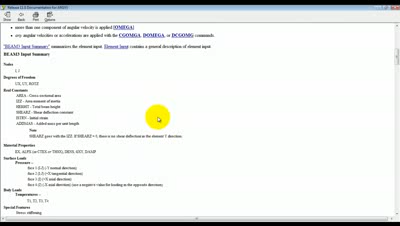 Release 12.0 Documentation for ANSYS
Show Back Print Options
• more than one component of angular velocity is applied [OMEGA]
• any angular velocities or accelerations are applied with the CGOMGA, DOMEGA, or DCGOMG commands.
"BEAM3 Input Summary" summarizes the element input. Element Input contains a general description of element input.
BEAM3 Input Summary
Nodes
I, J
Degrees of Freedom
UX, UY, ROTZ
Real Constants
AREA - Cross-sectional area
IZZ - Area moment of inertia
HEIGHT - Total beam height
SHEARZ - Shear deflection constant
ISTRN - Initial strain
ADDMAS - Added mass per unit length
Note
SHEARZ goes with IZZ. If SHEARZ = 0, there is no shear deflection in the element Y direction.
Material Properties
EX, ALPX (or CTEX or THSX), DENS, GXY, DAMP
Surface Loads
Pressures --
face 1 (I-J) (-Y normal direction)
face 2 (I-J) (+X tangential direction)
face 3 (I) (+X axial direction)
face 4 (J) (-X axial direction) (use a negative value for loading in the opposite direction)
Body Loads
Temperatures --
T1, T2, T3, T4
Special Features
Stress stiffening